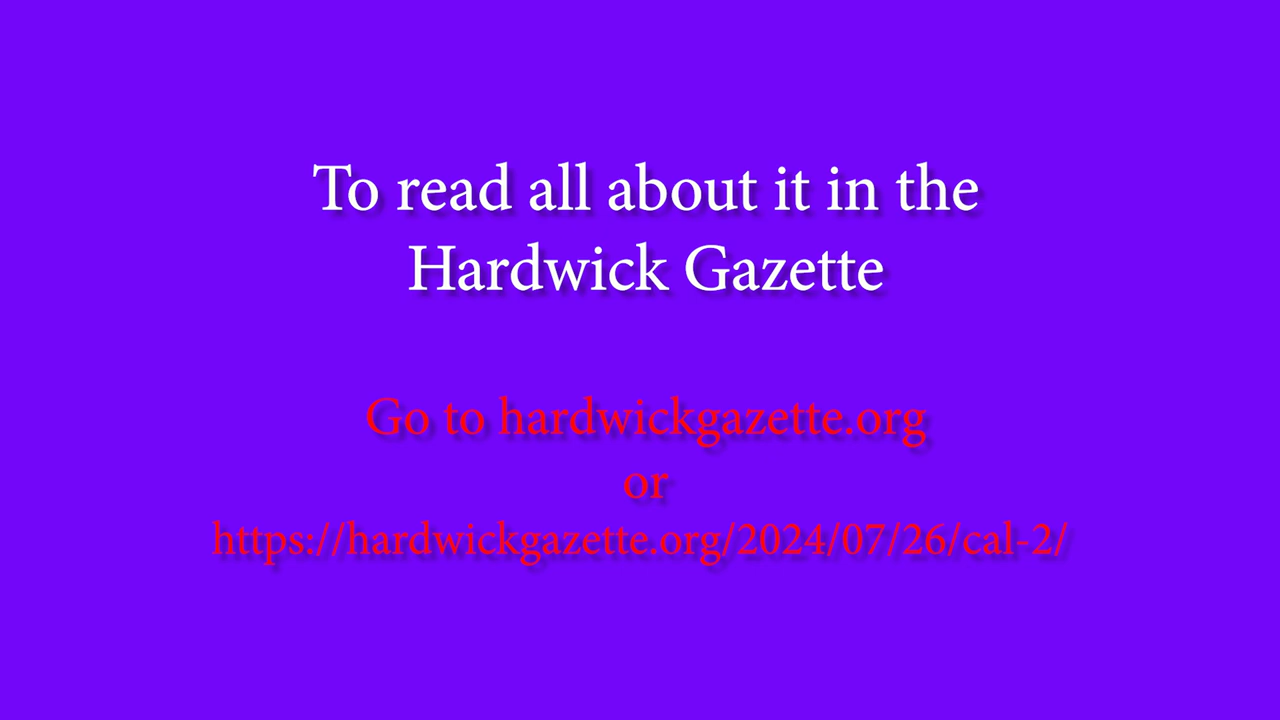 To read all about it in the
Hardwick Gazette
Go to hardwickgazette.org
or
https://hardwickgazette.org/2024/07/26/cal-2/